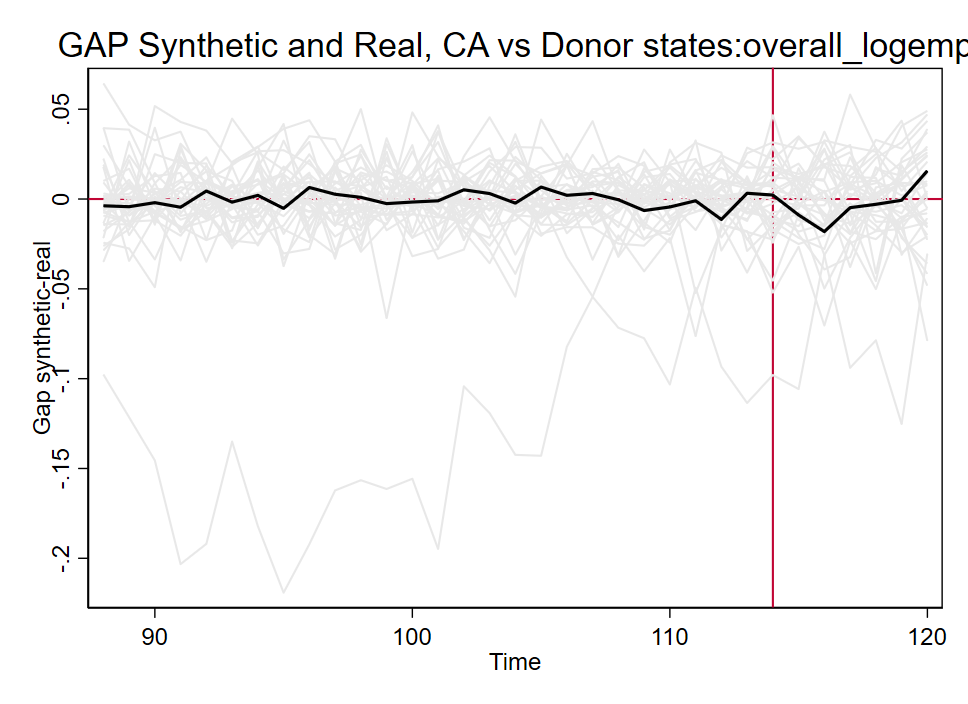 GAP Synthetic and Real, CA vs Donor states:overall_logemp
.05
0
-.05
-.1
-.15
-.2
Gap synthetic-real
90 100 110 120
Time